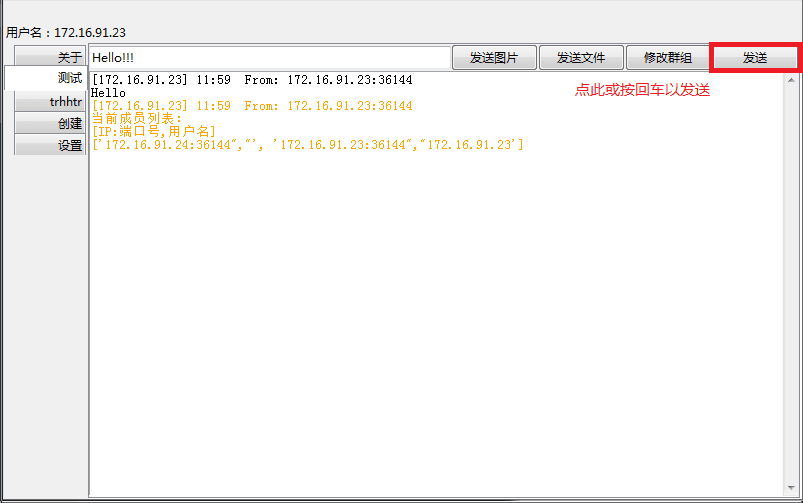 用户名：172.16.91.23
关于
测试
trhhtr
创建
设置
Hello!!!
发送图片
发送文件
修改群组
发送
点此或按回车以发送
[172.16.91.23] 11:59  From: 172.16.91.23:36144
Hello
[172.16.91.23] 11:59  From: 172.16.91.23:36144
当前成员列表：
[IP:端口号,用户名]
['172.16.91.24:36144","', '172.16.91.23:36144","172.16.91.23']